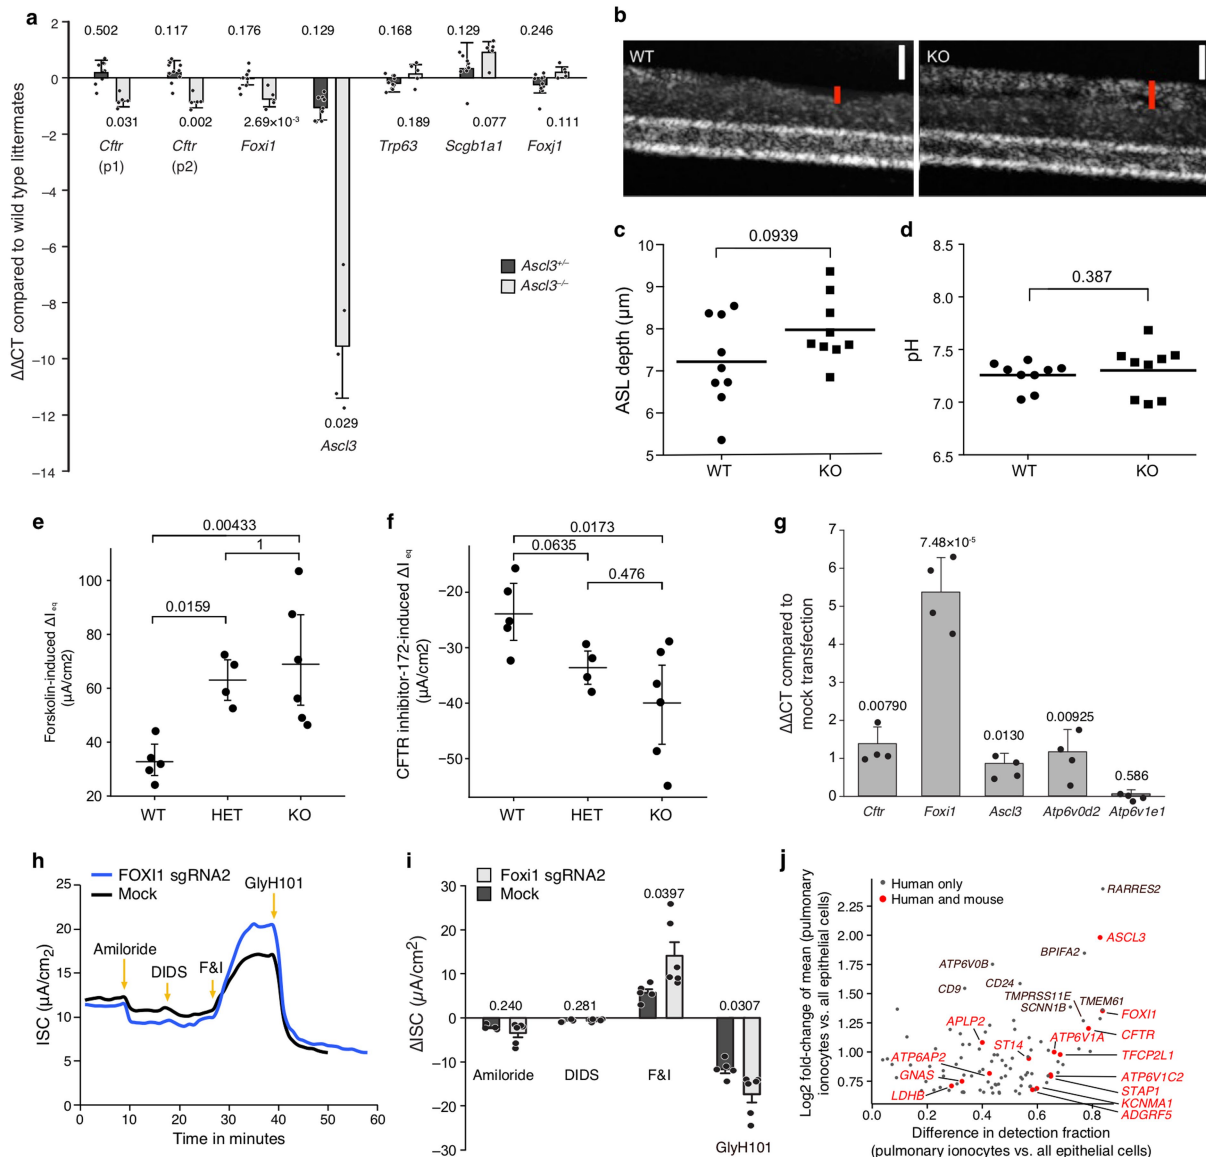 a
2
0.502 0.117 0.176 0.129 0.168 0.129 0.246
0
0.031 0.002 2.69×10⁻³ 0.189 0.077 0.111
−2
Cftr (p1)
Cftr (p2)
Foxi1
Trp63
Scgb1a1
Foxj1
−4
−6
−8
−10
−12
−14
ΔΔCT compared to wild type littermates
Ascl3⁺/⁻
Ascl3⁻/⁻
0.029
Ascl3
b
WT
KO
c
0.0939
10
9
8
7
6
5
ASL depth (µm)
WT KO
d
0.387
8.5
8.0
7.5
7.0
6.5
pH
WT KO
e
0.00433
1
0.0159
100
80
60
40
20
Forskolin-induced ΔI eq
(µA/cm2)
WT HET KO
f
0.0173
0.0635
0.476
−20
−30
−40
−50
CFTR inhibitor-172-induced ΔI eq
(µA/cm2)
WT HET KO
g
7
6
5
4
3
2
1
0
ΔΔCT compared to
mock transfection
7.48×10⁻⁵
0.00790
0.0130
0.00925
0.586
Cftr Foxi1 Ascl3 Atp6v0d2 Atp6v1e1
h
FOXI1 sgRNA2
Mock
GlyH101
Amiloride
DIDS
F&I
25
20
15
10
5
0
ISC (µA/cm₂)
0 10 20 30 40 50 60
Time in minutes
i
Foxi1 sgRNA2
Mock
30
20
10
0
−10
−20
−30
ΔISC (µA/cm²)
0.0397
0.240
0.281
0.0307
Amiloride DIDS F&I
GlyH101
j
Human only
Human and mouse
2.25
2.00
1.75
1.50
1.25
1.00
0.75
Log2 fold-change of mean (pulmonary
ionocytes vs. all epithelial cells)
RARRES2
ASCL3
BPIFA2
ATP6V0B
CD9
CD24
TMPRSS11E
SCNN1B
TMEM61
FOXI1
APLP2
CFTR
ST14
ATP6V1A
TFCP2L1
ATP6AP2
GNAS
LDHB
ATP6V1C2
STAP1
KCNMA1
ADGRF5
0.0 0.2 0.4 0.6 0.8
Difference in detection fraction
(pulmonary ionocytes vs. all epithelial cells)